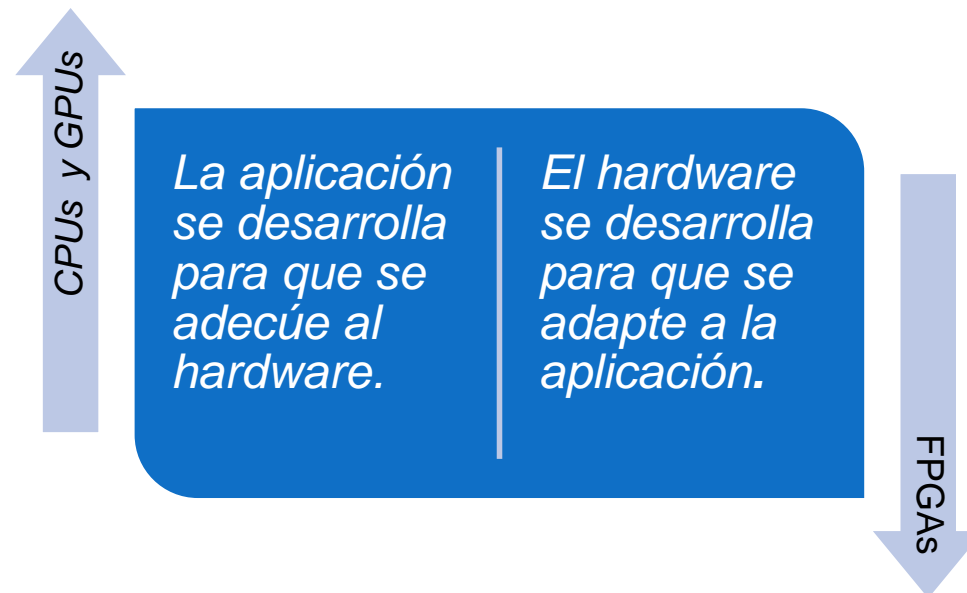 CPUs y GPUs
La aplicación
se desarrolla
para que se
adecúe al
hardware.
El hardware
se desarrolla
para que se
adapte a la
aplicación.
FPGAs